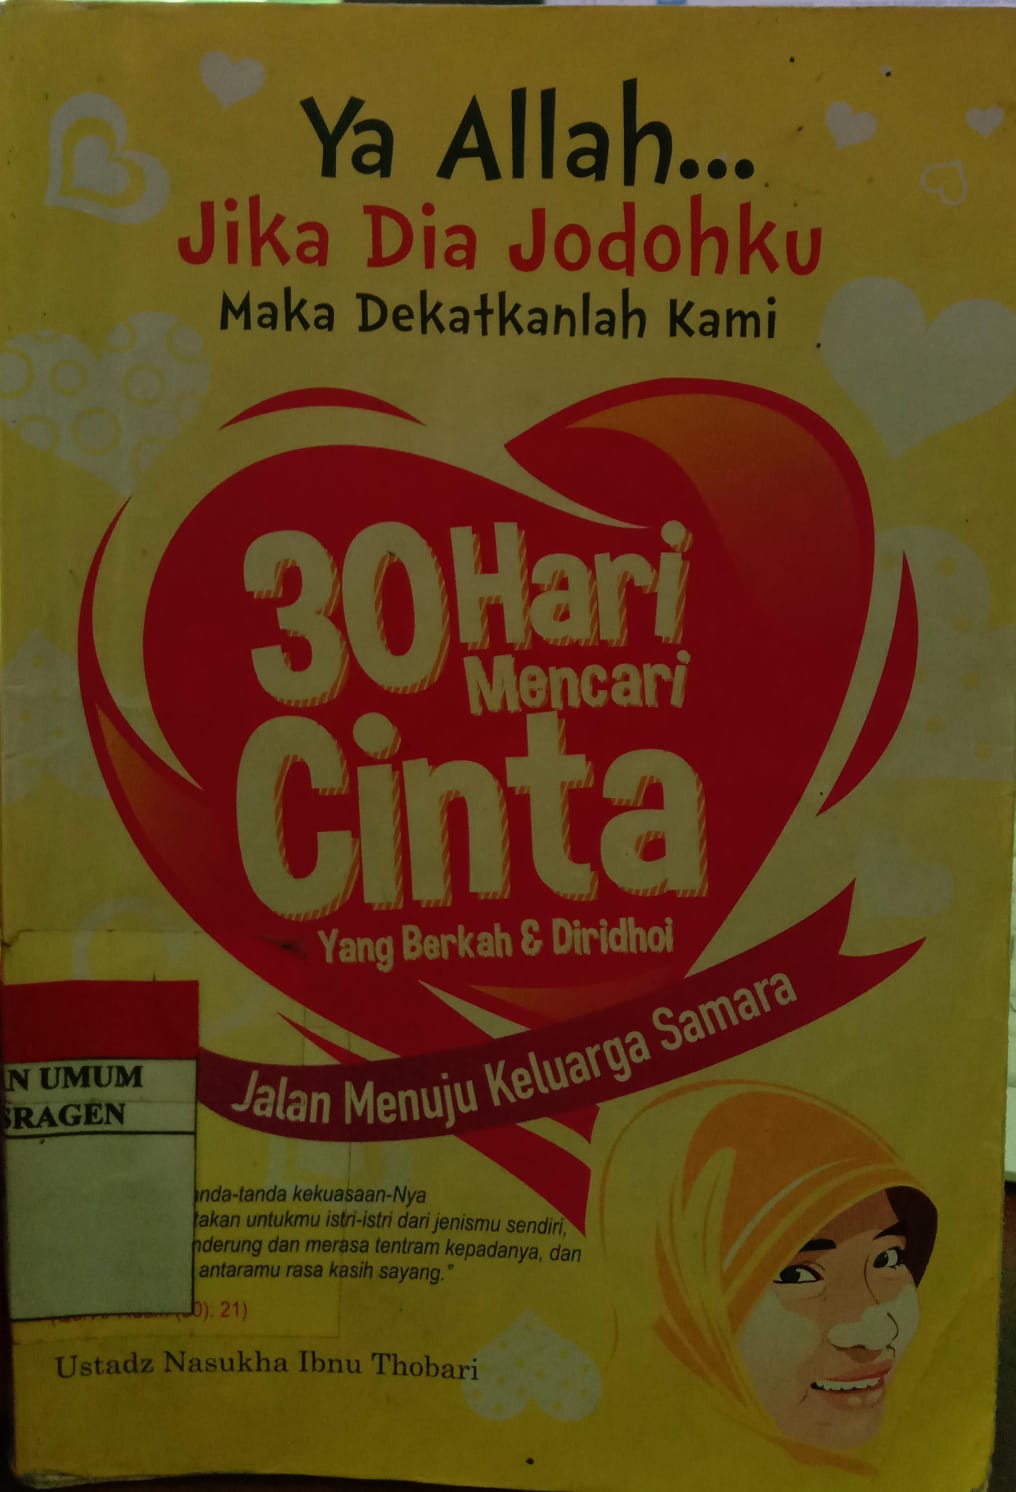 Ya Allah...
Jika Dia Jodohku
Maka Dekatkanlah Kami
30 Hari
Mencari
Cinta
Yang Berkah & Diridhoi
Jalan Menuju Keluarga Samara
N UMUM
SRAGEN
nda-tanda kekuasaan-Nya
takan untukmu istri-istri dari jenismu sendiri,
nderung dan merasa tentram kepadanya, dan
antaramu rasa kasih sayang."
21)
Ustadz Nasukha Ibnu Thobari